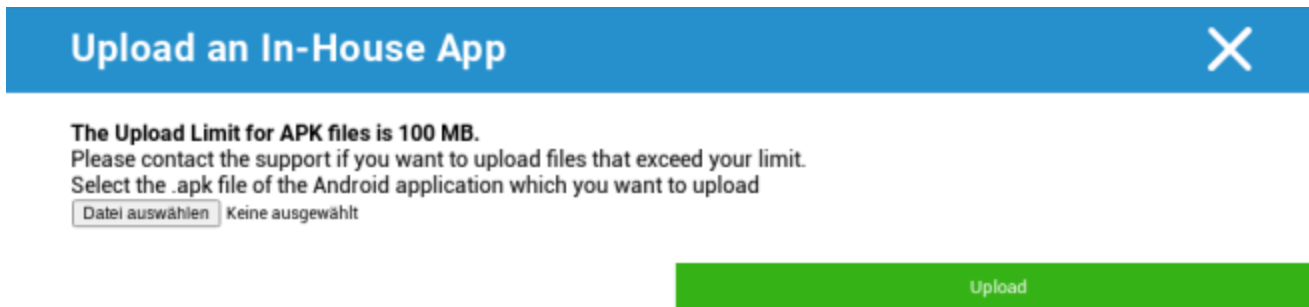 Upload an In-House App
The Upload Limit for APK files is 100 MB.
Please contact the support if you want to upload files that exceed your limit.
Select the .apk file of the Android application which you want to upload
Datei auswählen Keine ausgewählt
Upload